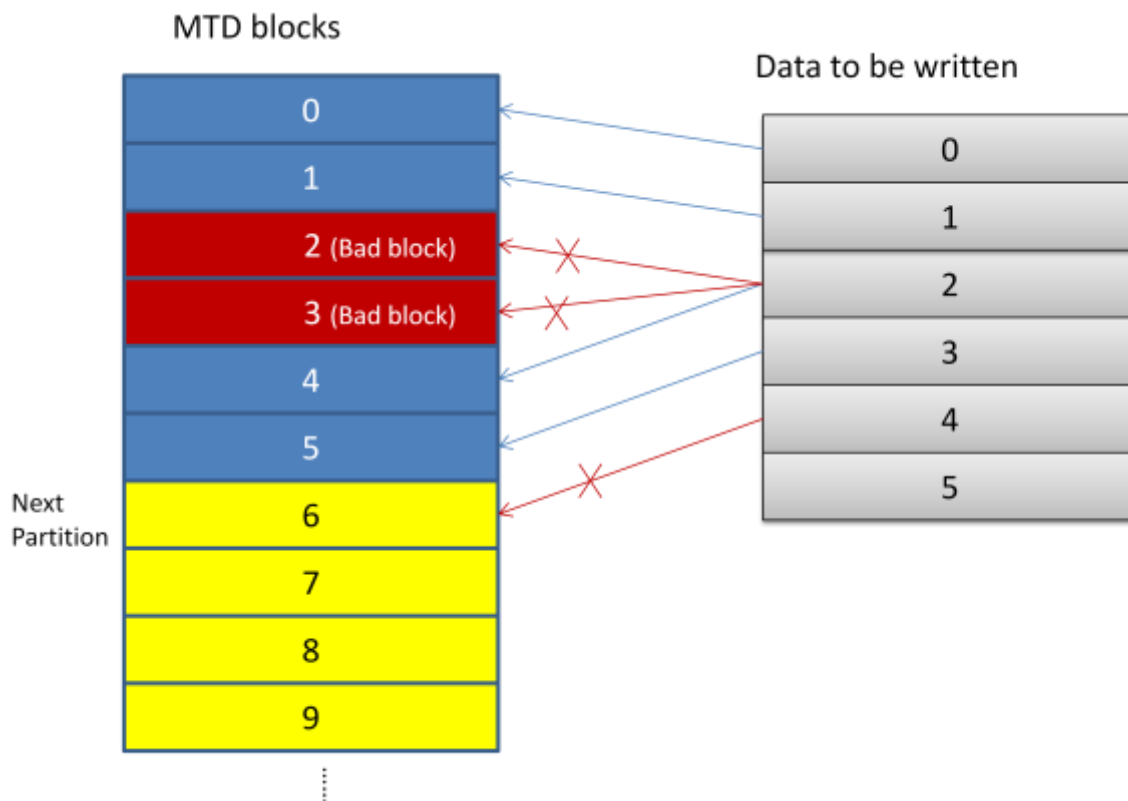 MTD blocks
Data to be written
0
1
2 (Bad block)
3 (Bad block)
4
5
Next
Partition
6
7
8
9
0
1
2
3
4
5